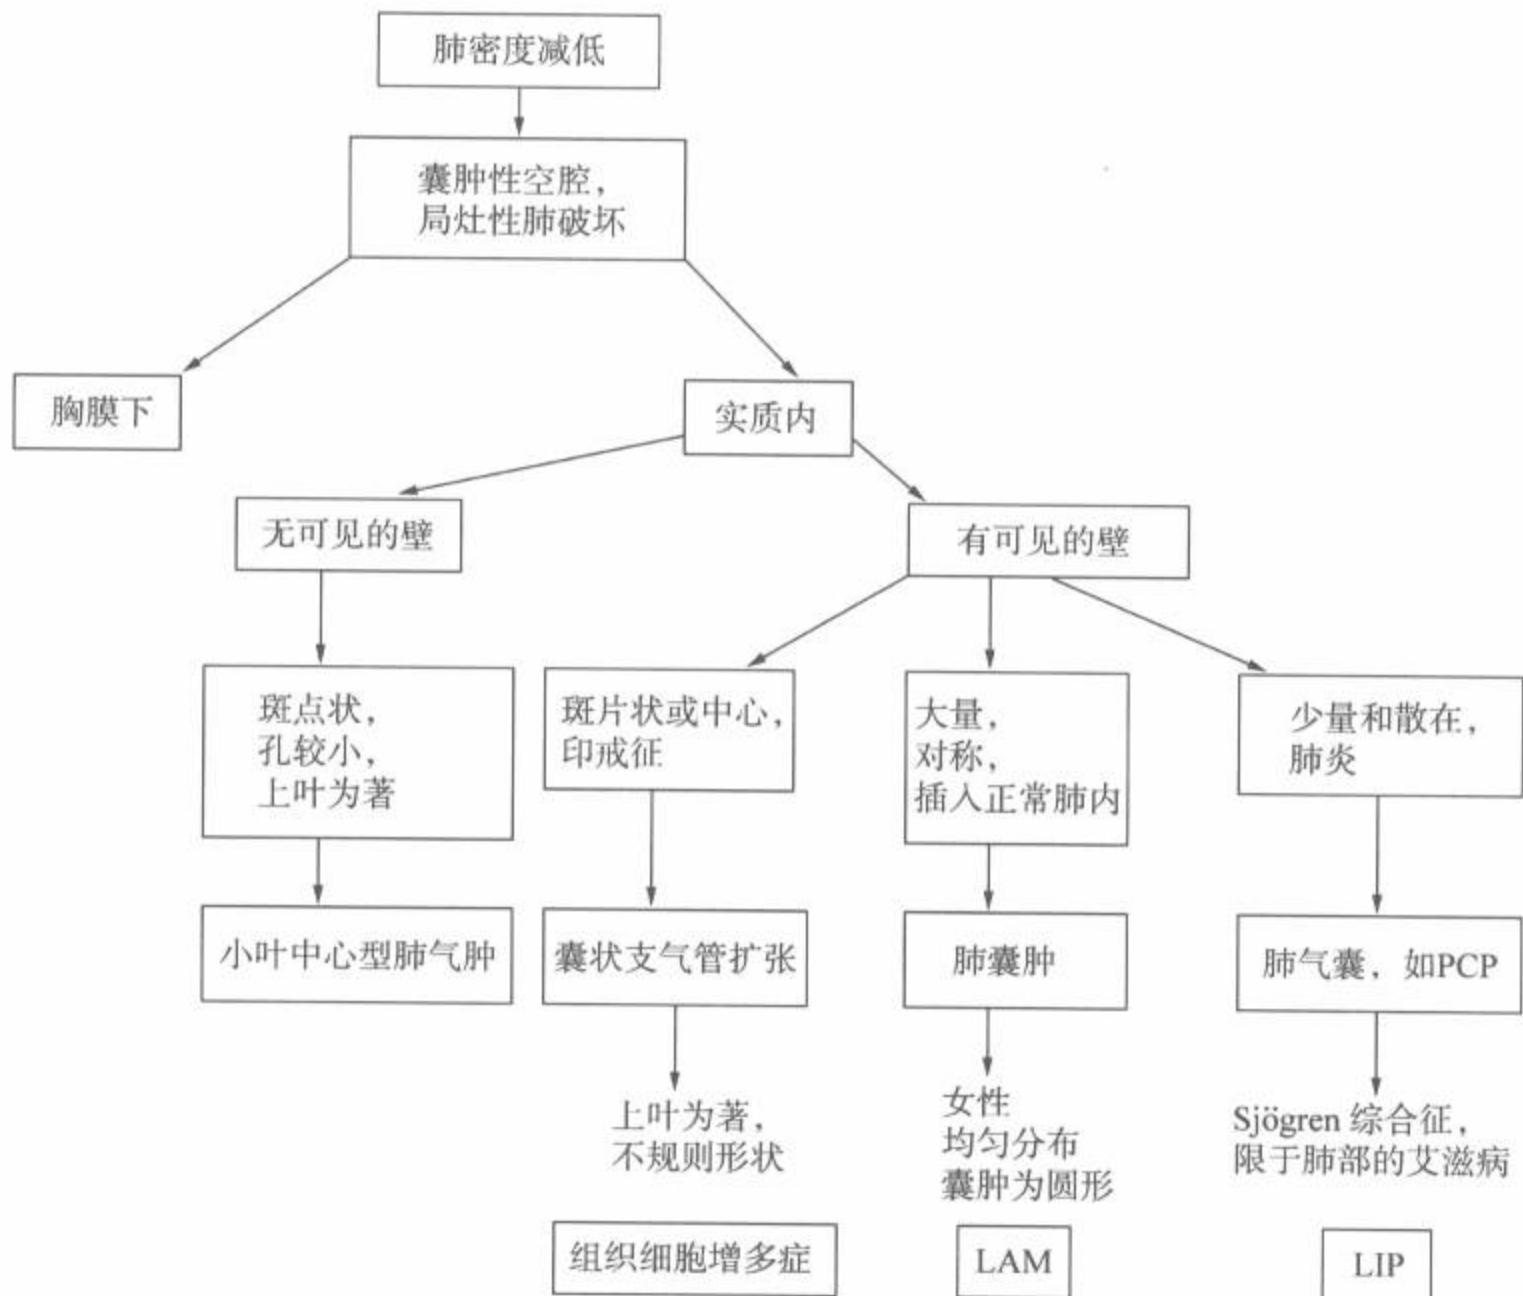 肺密度减低
囊肿性空腔，
局灶性肺破坏
胸膜下
实质内
无可见的壁
有可见的壁
斑点状，
孔较小，
上叶为著
斑片状或中心，
印戒征
大量，
对称，
插入正常肺内
少量和散在，
肺炎
小叶中心型肺气肿
囊状支气管扩张
肺囊肿
肺气囊，如PCP
上叶为著，
不规则形状
女性
均匀分布
囊肿为圆形
Sjögren 综合征，
限于肺部的艾滋病
组织细胞增多症
LAM
LIP